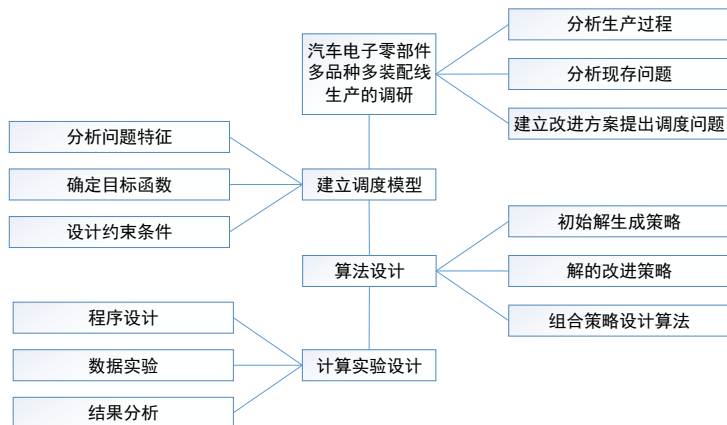 汽车电子零部件
多品种多装配线
生产的调研
分析生产过程
分析现存问题
建立改进方案提出调度问题
分析问题特征
确定目标函数
设计约束条件
建立调度模型
初始解生成策略
解的改进策略
组合策略设计算法
算法设计
程序设计
数据实验
结果分析
计算实验设计